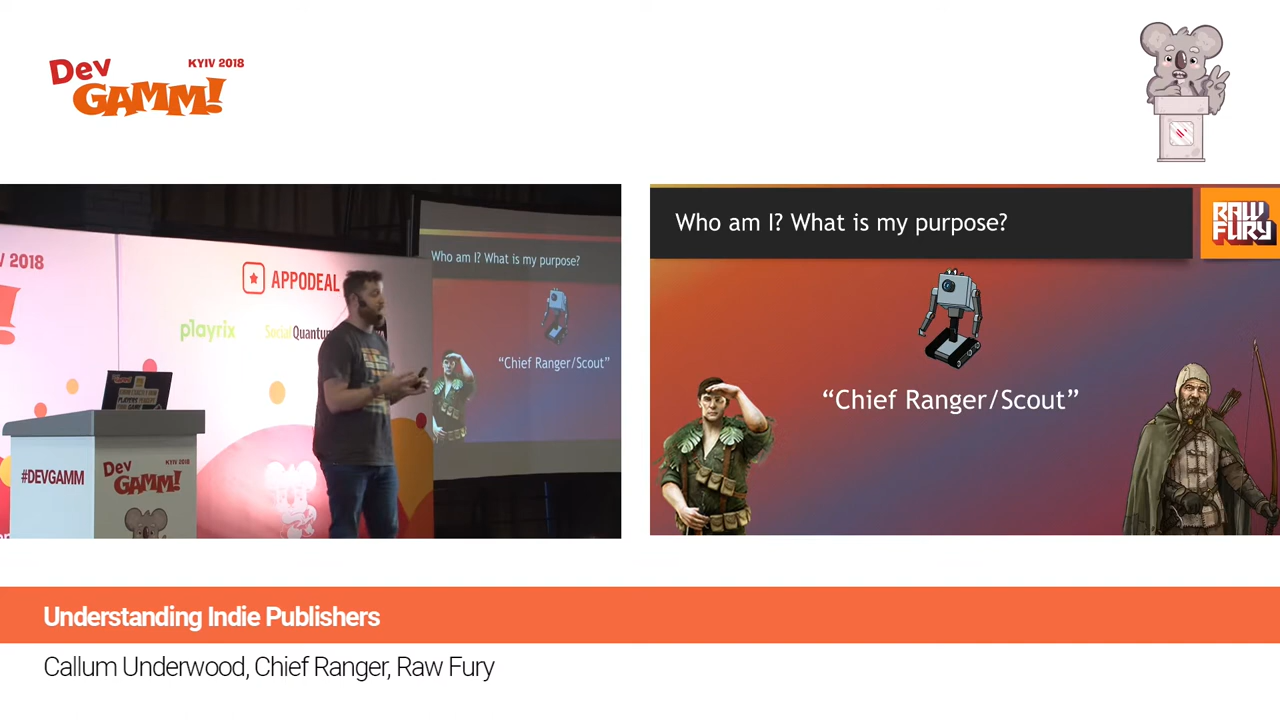 Dev
GAMM!
KYIV 2018
2018
APPODEAL
playrix
Social Quantum
Who am I? What is my purpose?
“Chief Ranger/Scout”
#DEVGAMM
Dev
GAMM!
KYIV 2018
Who am I? What is my purpose?
RAW
FURY
“Chief Ranger/Scout”
Understanding Indie Publishers
Callum Underwood, Chief Ranger, Raw Fury